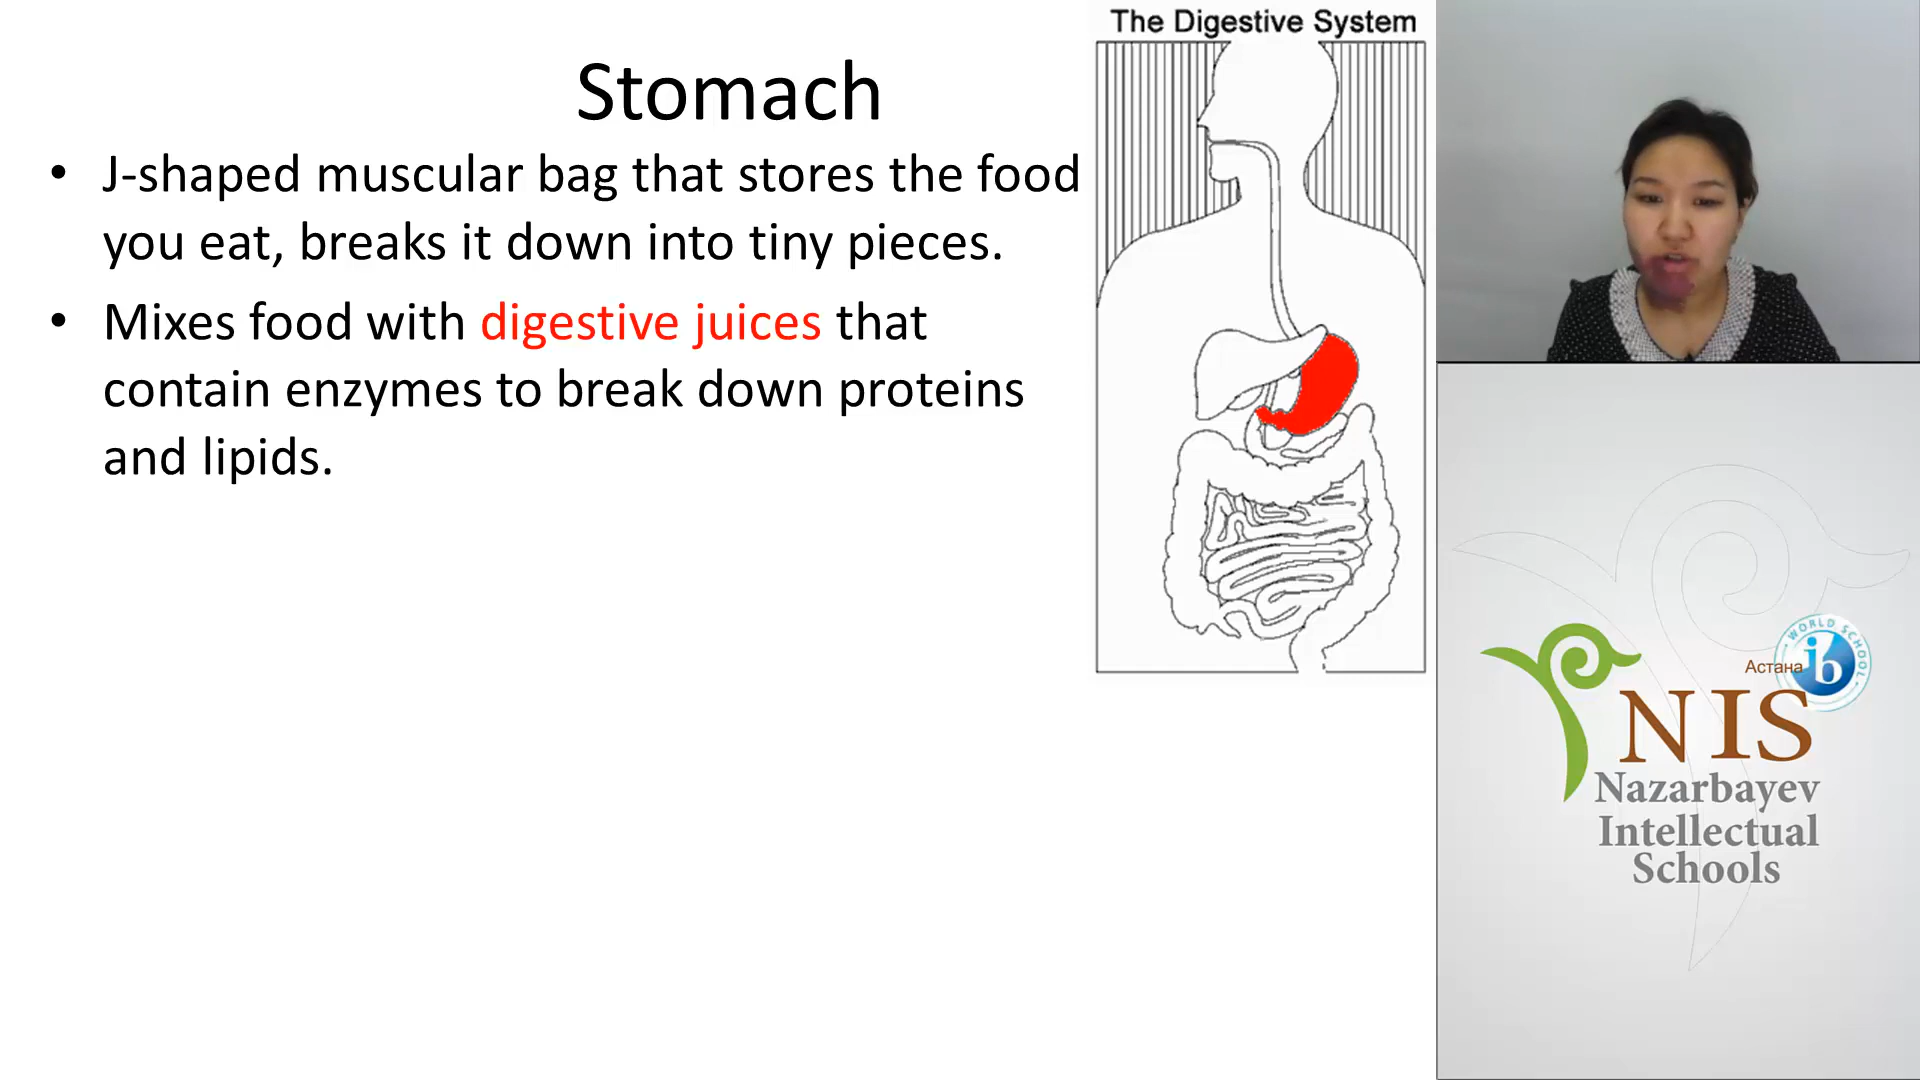 Stomach
• J-shaped muscular bag that stores the food
you eat, breaks it down into tiny pieces.
• Mixes food with digestive juices that
contain enzymes to break down proteins
and lipids.
The Digestive System
WORLD SCHOOL
Астана
ib
NIS
Nazarbayev
Intellectual
Schools